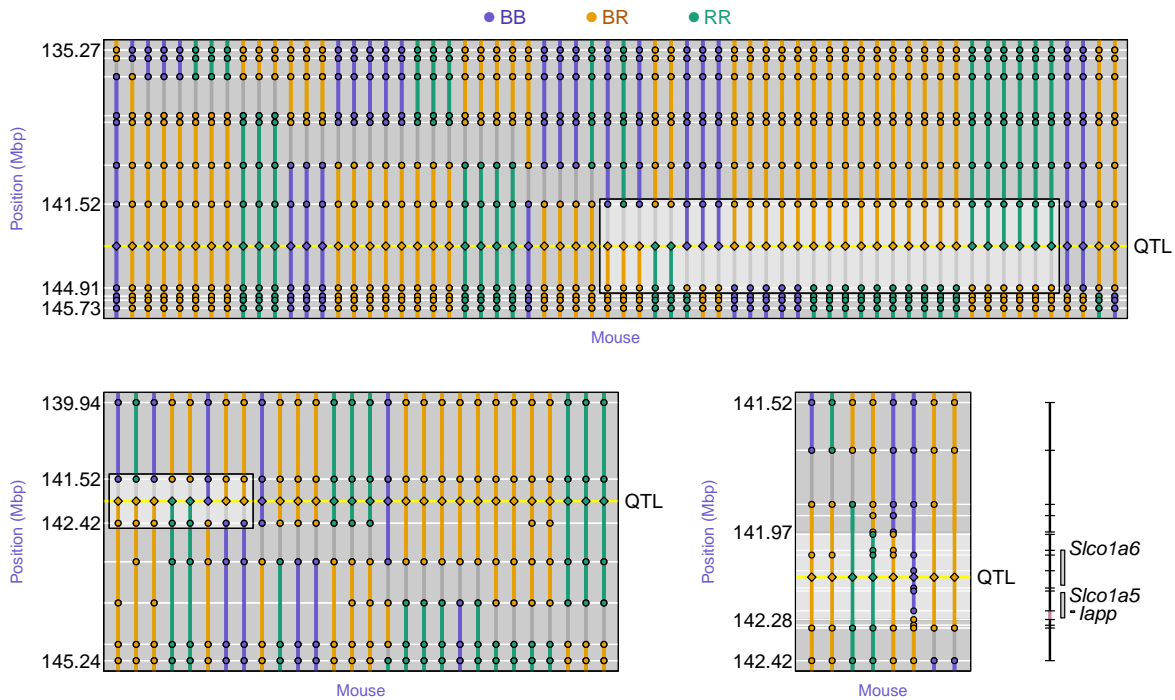 BB BR RR
135.27
141.52
144.91
145.73
Position (Mbp)
QTL
Mouse
139.94
141.52
142.42
145.24
Position (Mbp)
QTL
Mouse
141.52
141.97
142.28
142.42
Position (Mbp)
QTL
Mouse
Slco1a6
Slco1a5
- Iapp